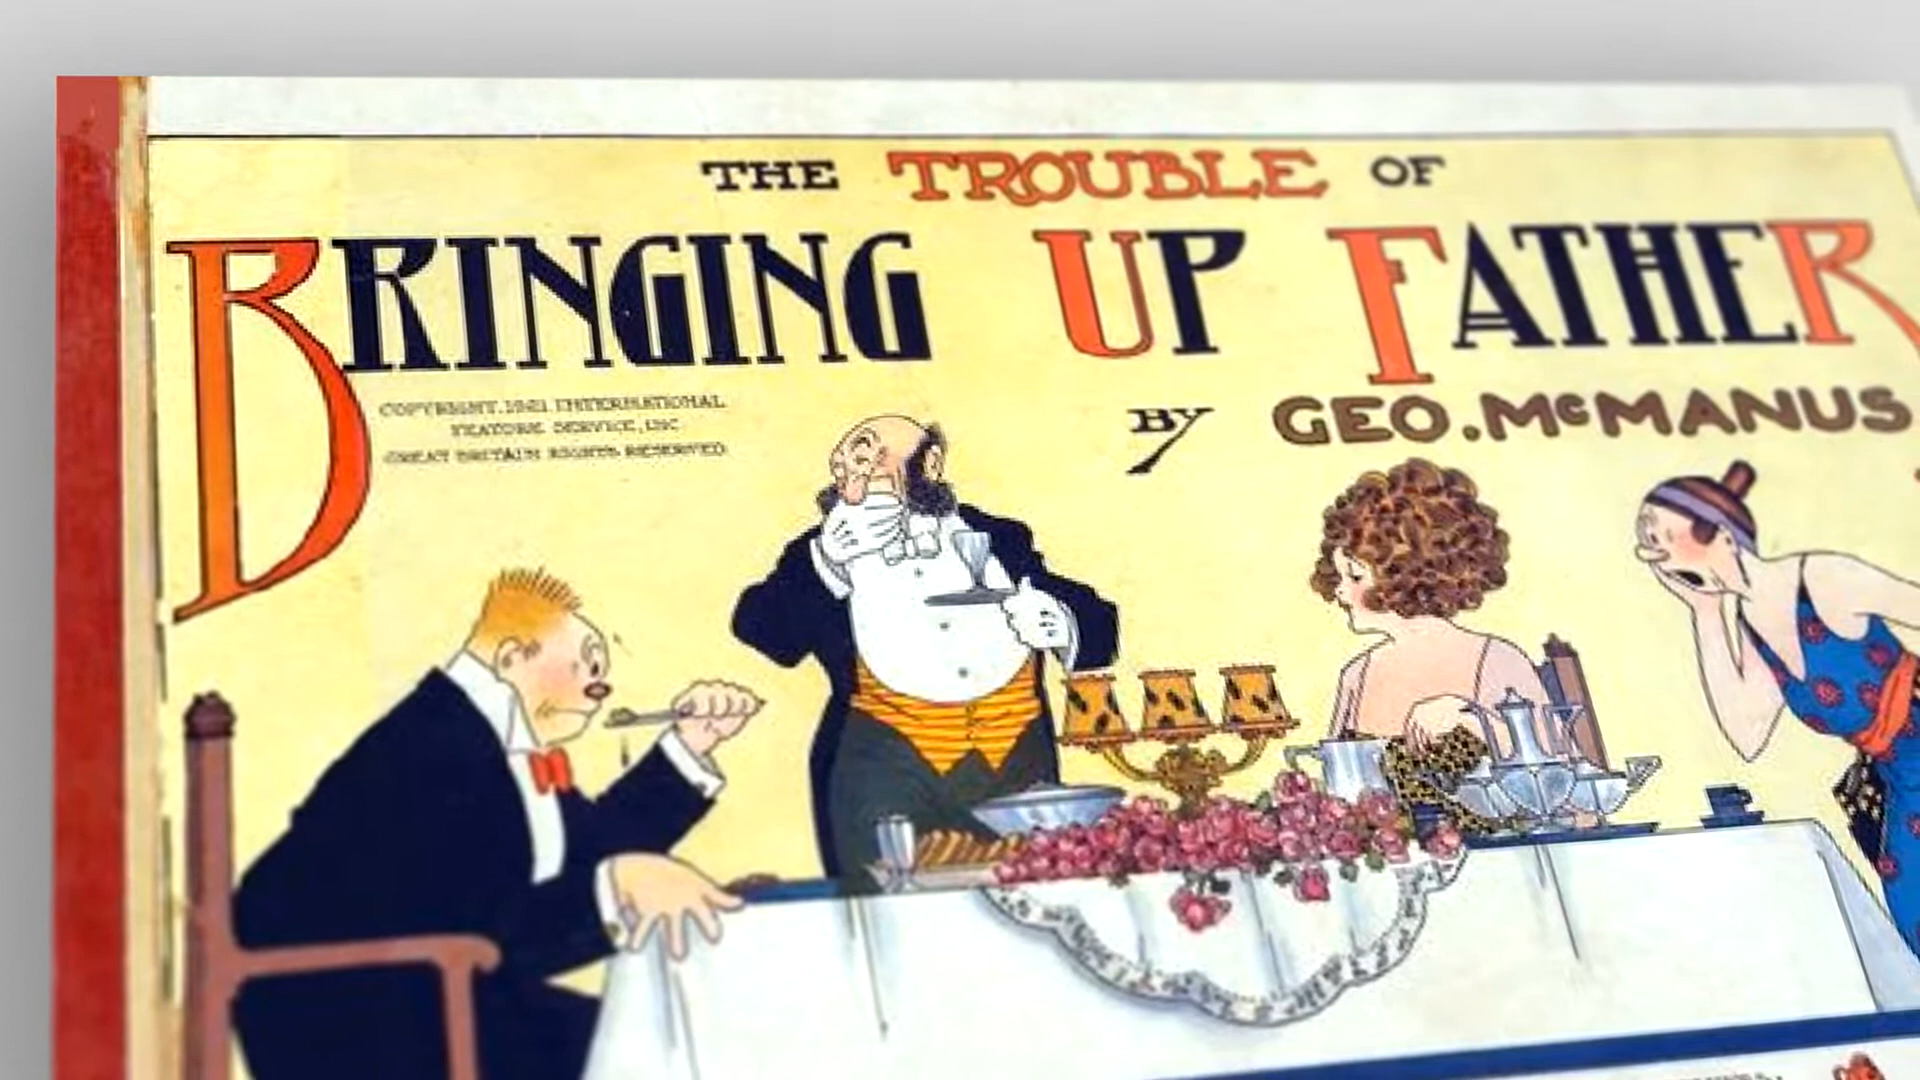 THE TROUBLE OF
BRINGING UP FATHER
BY GEO. McMANUS
COPYRIGHT, 1921 INTERNATIONAL
FEATURE SERVICE, INC
GREAT BRITAIN RIGHTS RESERVED